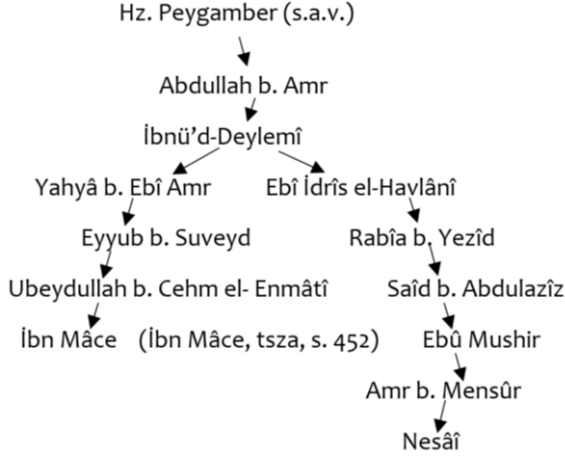 Hz. Peygamber (s.a.v.)
Abdullah b. Amr
İbnü’d-Deylemî
Yahyâ b. Ebî Amr Ebî İdrîs el-Havlânî
Eyyub b. Suveyd Rabîa b. Yezîd
Ubeydullah b. Cehm el- Enmâtî Saîd b. Abdulazîz
İbn Mâce (İbn Mâce, tsza, s. 452) Ebû Mushir
Amr b. Mensûr
Nesâî